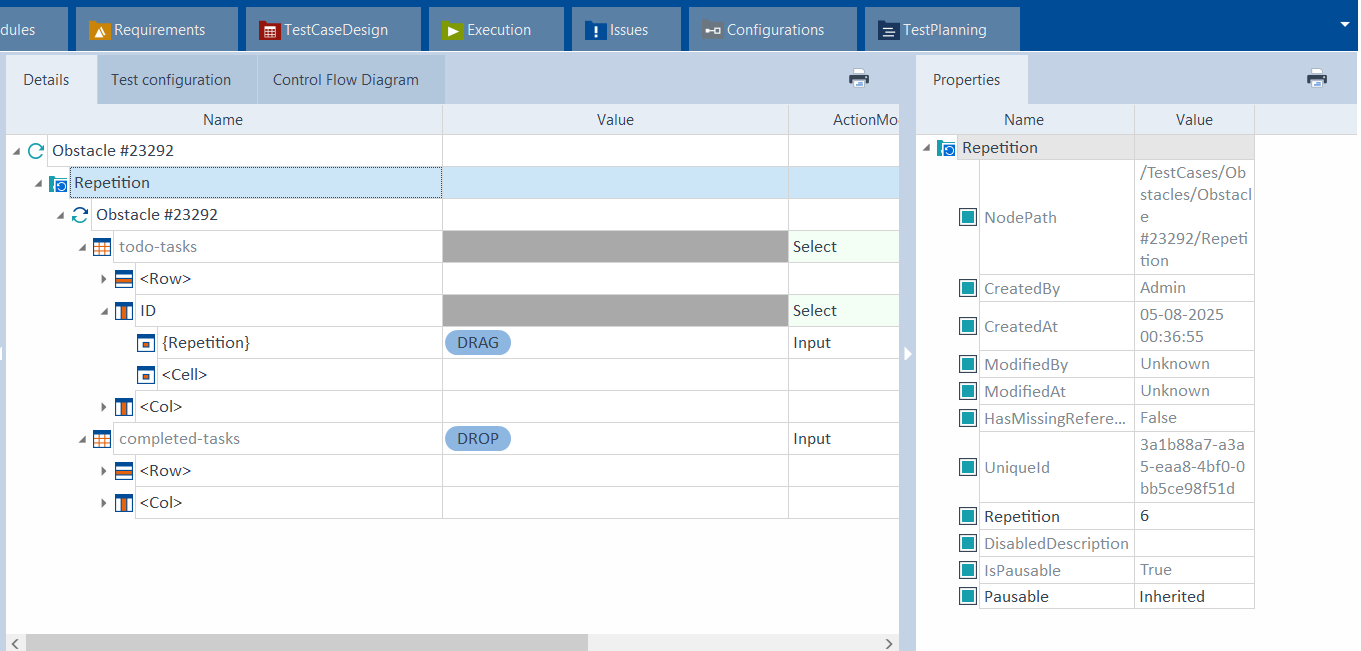 dules Requirements TestCaseDesign Execution Issues Configurations TestPlanning
Details Test configuration Control Flow Diagram
Name Value ActionMo
Obstacle #23292
Repetition
Obstacle #23292
todo-tasks Select
<Row>
ID Select
{Repetition} DRAG Input
<Cell>
<Col>
completed-tasks DROP Input
<Row>
<Col>
Properties
Name Value
Repetition
NodePath /TestCases/Ob
stacles/Obstacl
e
#23292/Repeti
tion
CreatedBy Admin
CreatedAt 05-08-2025
00:36:55
ModifiedBy Unknown
ModifiedAt Unknown
HasMissingRefere... False
UniqueId 3a1b88a7-a3a
5-eaa8-4bf0-0
bb5ce98f51d
Repetition 6
DisabledDescription
IsPausable True
Pausable Inherited